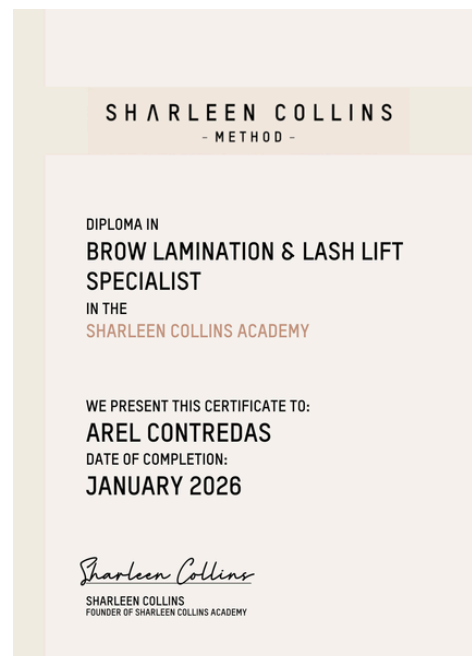 SHARLEEN COLLINS
- METHOD -
DIPLOMA IN
BROW LAMINATION & LASH LIFT
SPECIALIST
IN THE
SHARLEEN COLLINS ACADEMY
WE PRESENT THIS CERTIFICATE TO:
AREL CONTREDAS
DATE OF COMPLETION:
JANUARY 2026
Sharleen Collins
SHARLEEN COLLINS
FOUNDER OF SHARLEEN COLLINS ACADEMY